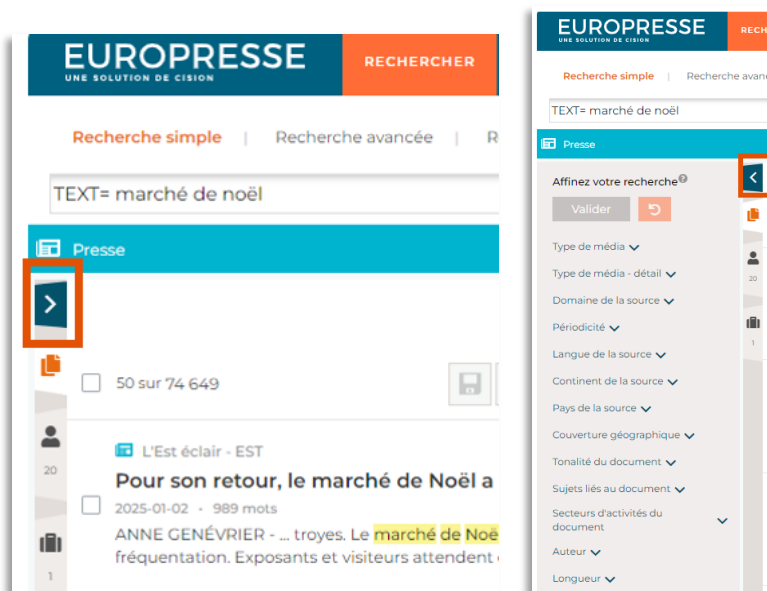 EUROPRESSE
UNE SOLUTION DE CISION
RECHERCHER
Recherche simple | Recherche avancée | R
TEXT= marché de noël
Presse
50 sur 74 649
20
L'Est éclair - EST
Pour son retour, le marché de Noël a
2025-01-02 - 989 mots
ANNE GENÉVRIER - ... troyes. Le marché de Noë
fréquentation. Exposants et visiteurs attendent
1
EUROPRESSE
UNE SOLUTION DE CISION
RECH
Recherche simple | Recherche avan
TEXT= marché de noël
Presse
Affinez votre recherche
Valider
Type de média
Type de média - détail
20
Domaine de la source
Périodicité
1
Langue de la source
Continent de la source
Pays de la source
Couverture géographique
Tonalité du document
Sujets liés au document
Secteurs d'activités du
document
Auteur
Longueur